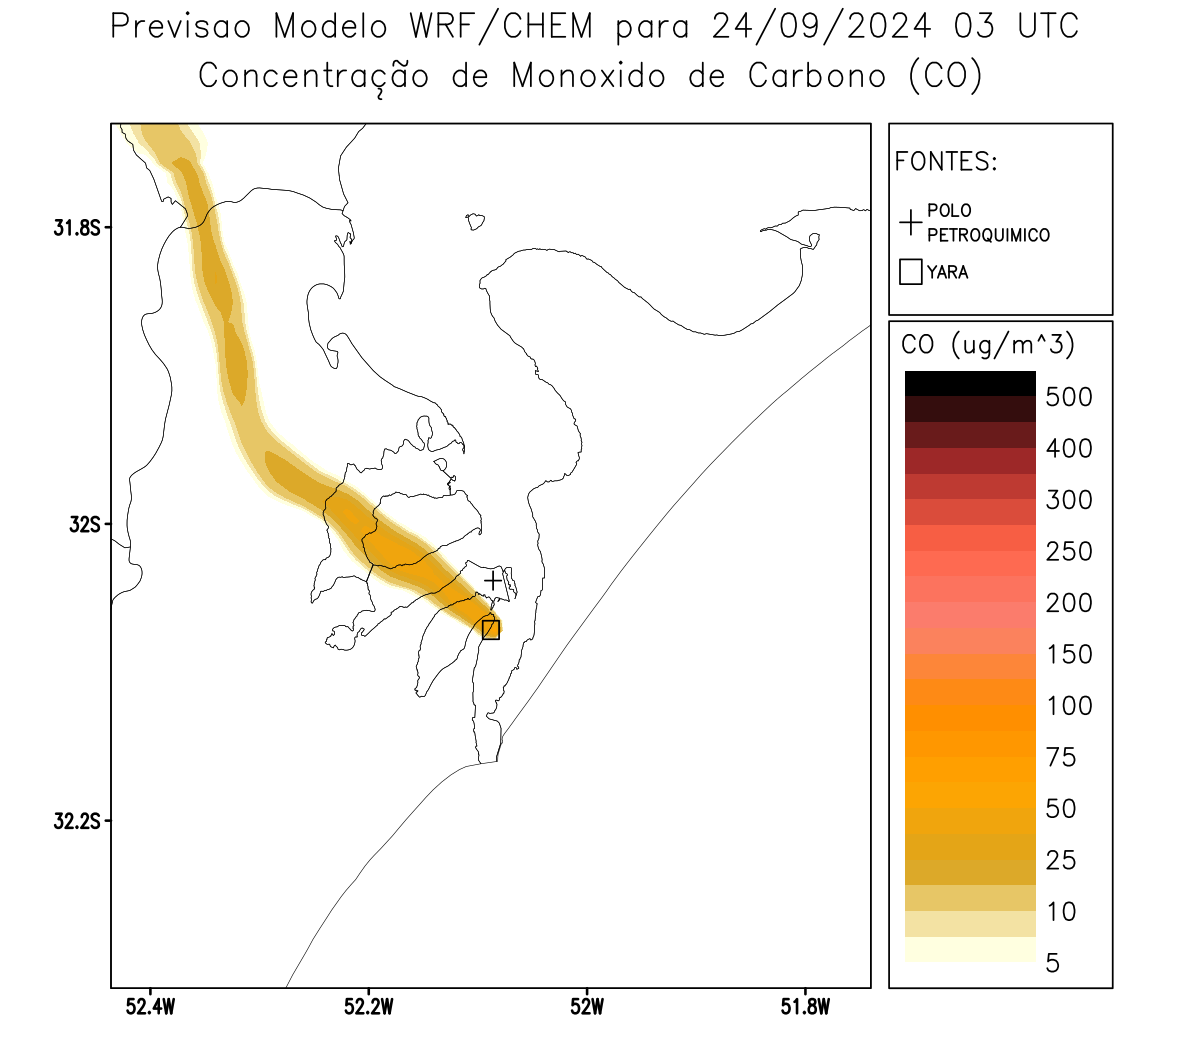 Previsao Modelo WRF/CHEM para 24/09/2024 03 UTC
Concentração de Monoxido de Carbono (CO)
FONTES:
POLO
PETROQUIMICO
YARA
CO (ug/m^3)
500
400
300
250
200
150
100
75
50
25
10
5
31.8S
32S
32.2S
52.4W
52.2W
52W
51.8W